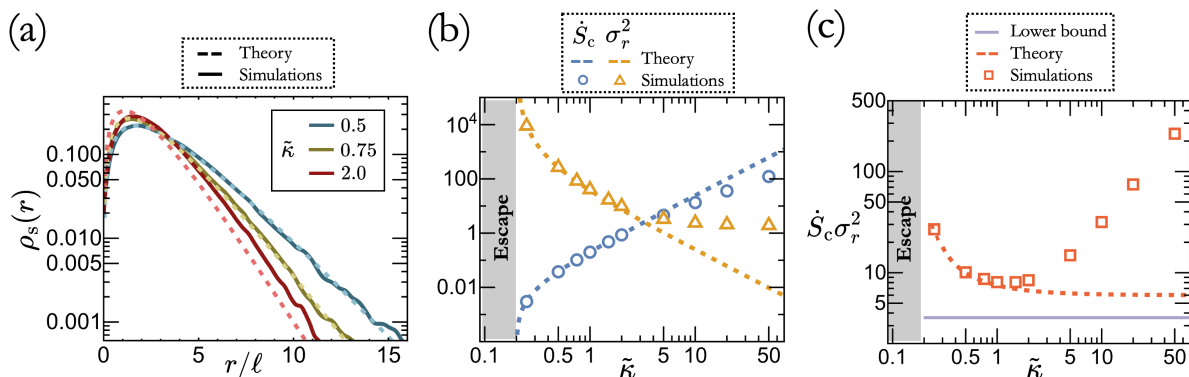 (a)
Theory
Simulations
ρs(r)
0.100
0.050
0.010
0.005
0.001
0 5 10 15
r/ℓ
κ̃
0.5
0.75
2.0
(b)
Ṡc σr²
Theory
Simulations
10⁴
100
1
0.01
Escape
0.1 0.5 1 5 10 50
κ̃
(c)
Lower bound
Theory
Simulations
Ṡcσr²
500
100
50
10
5
Escape
0.1 0.5 1 5 10 50
κ̃